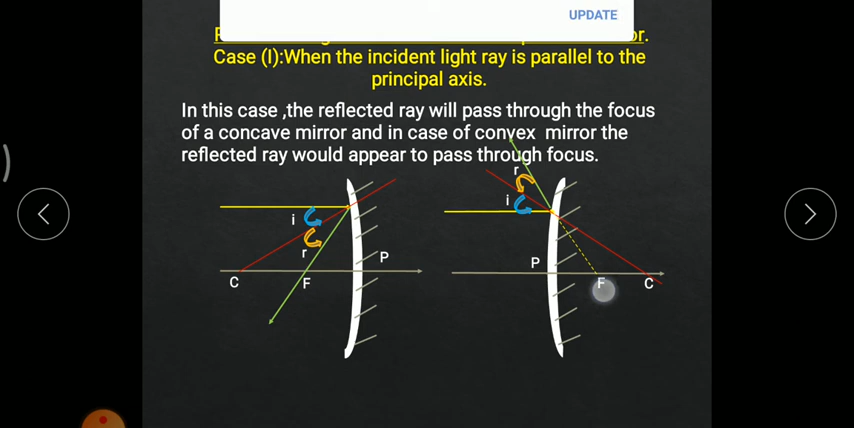 UPDATE
Case (I):When the incident light ray is parallel to the
principal axis.
In this case ,the reflected ray will pass through the focus
of a concave mirror and in case of convex mirror the
reflected ray would appear to pass through focus.
i
r
C
F
P
r
i
P
F
C